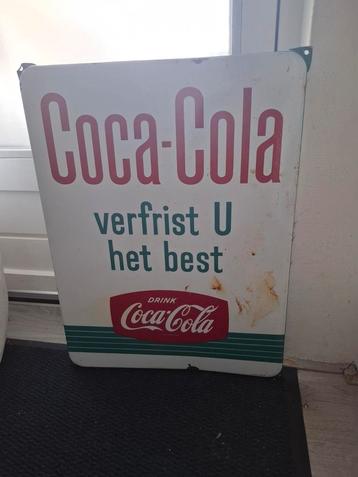 Coca-Cola
verfrist U
het best
DRINK
Coca-Cola